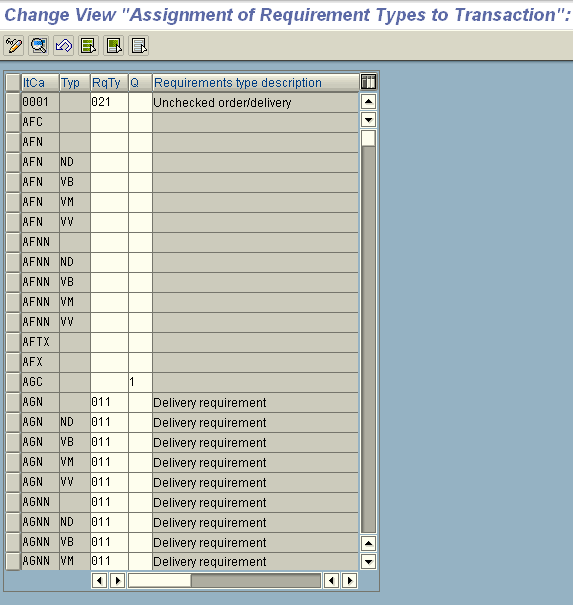 Change View "Assignment of Requirement Types to Transaction":
ItCa Typ RqTy Q Requirements type description
0001 021 Unchecked order/delivery
AFC
AFN
AFN ND
AFN VB
AFN VM
AFN VV
AFNN
AFNN ND
AFNN VB
AFNN VM
AFNN VV
AFTX
AFX
AGC 1
AGN 011 Delivery requirement
AGN ND 011 Delivery requirement
AGN VB 011 Delivery requirement
AGN VM 011 Delivery requirement
AGN VV 011 Delivery requirement
AGNN 011 Delivery requirement
AGNN ND 011 Delivery requirement
AGNN VB 011 Delivery requirement
AGNN VM 011 Delivery requirement